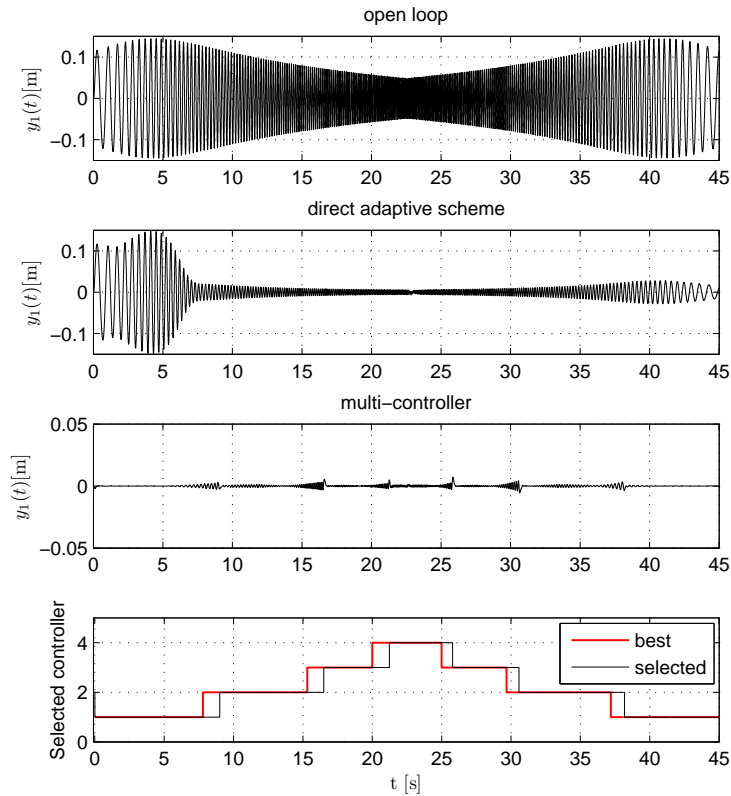 open loop
y₁(t)[m]
0.1
0
−0.1
0 5 10 15 20 25 30 35 40 45
direct adaptive scheme
y₁(t)[m]
0.1
0
−0.1
0 5 10 15 20 25 30 35 40 45
multi−controller
y₁(t)[m]
0.05
0
−0.05
0 5 10 15 20 25 30 35 40 45
Selected controller
4
2
0
best
selected
0 5 10 15 20 25 30 35 40 45
t [s]